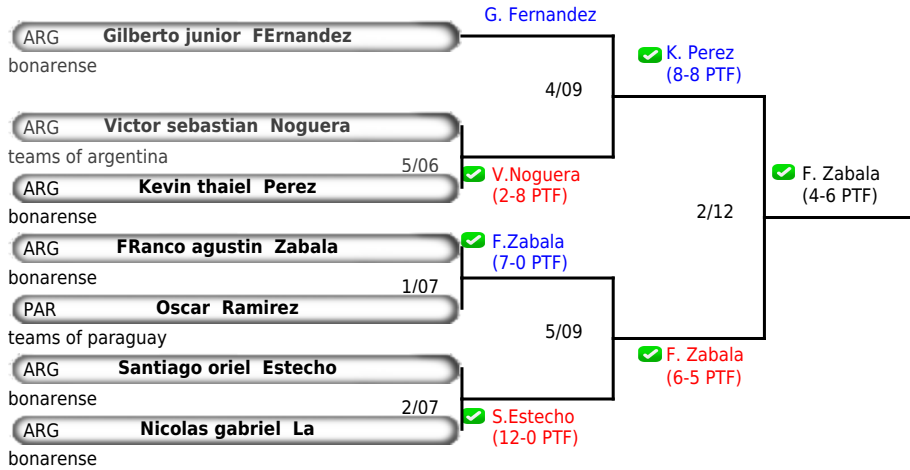 G. Fernandez
ARG Gilberto junior FErnandez
bonarense
K. Perez
(8-8 PTF)
4/09
ARG Victor sebastian Noguera
teams of argentina
5/06
V.Noguera
(2-8 PTF)
ARG Kevin thaiel Perez
bonarense
F. Zabala
(4-6 PTF)
2/12
ARG FRanco agustin Zabala
bonarense
F.Zabala
(7-0 PTF)
1/07
PAR Oscar Ramirez
teams of paraguay
5/09
F. Zabala
(6-5 PTF)
ARG Santiago oriel Estecho
bonarense
2/07
S.Estecho
(12-0 PTF)
ARG Nicolas gabriel La
bonarense